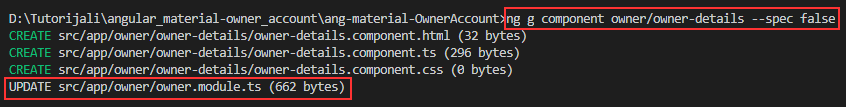 D:\Tutorijali\angular_material-owner_account\ang-material-OwnerAccount>ng g component owner/owner-details --spec false
CREATE src/app/owner/owner-details/owner-details.component.html (32 bytes)
CREATE src/app/owner/owner-details/owner-details.component.ts (296 bytes)
CREATE src/app/owner/owner-details/owner-details.component.css (0 bytes)
UPDATE src/app/owner/owner.module.ts (662 bytes)